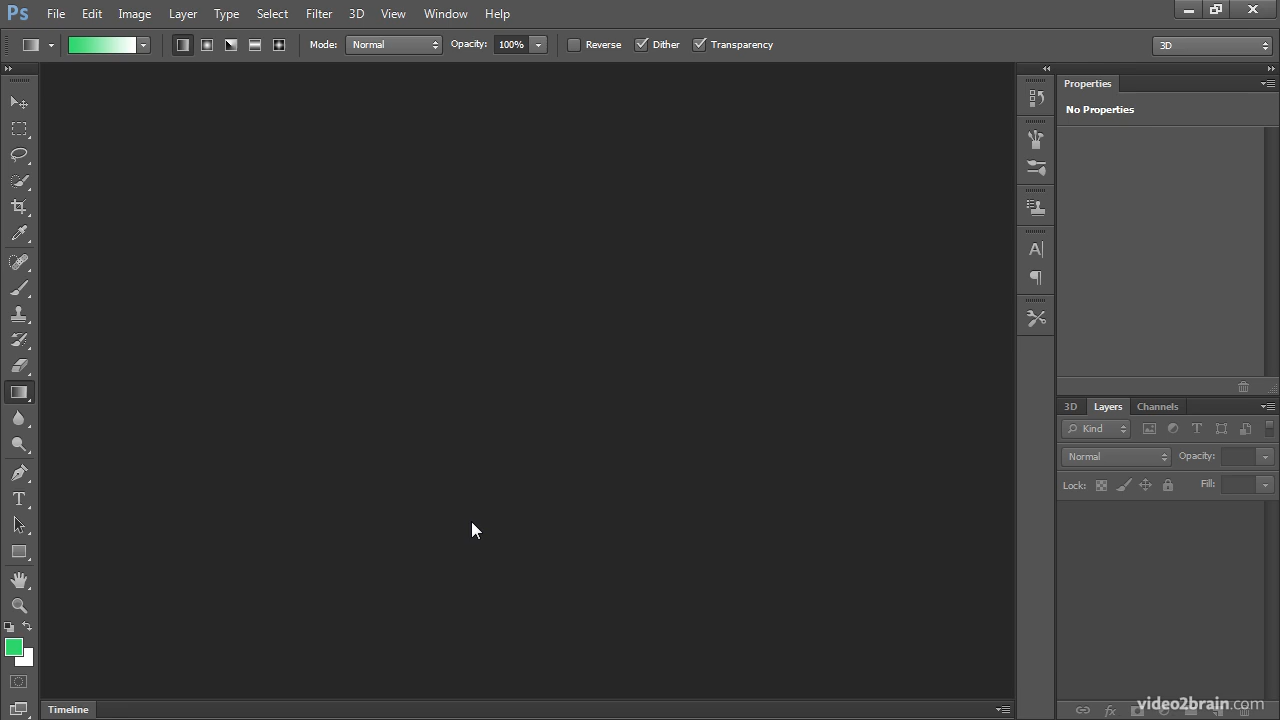 Ps File Edit Image Layer Type Select Filter 3D View Window Help
Mode: Normal Opacity: 100% Reverse Dither Transparency 3D
Properties
No Properties
3D Layers Channels
Kind
Normal Opacity:
Lock: Fill:
Timeline
video2brain.com